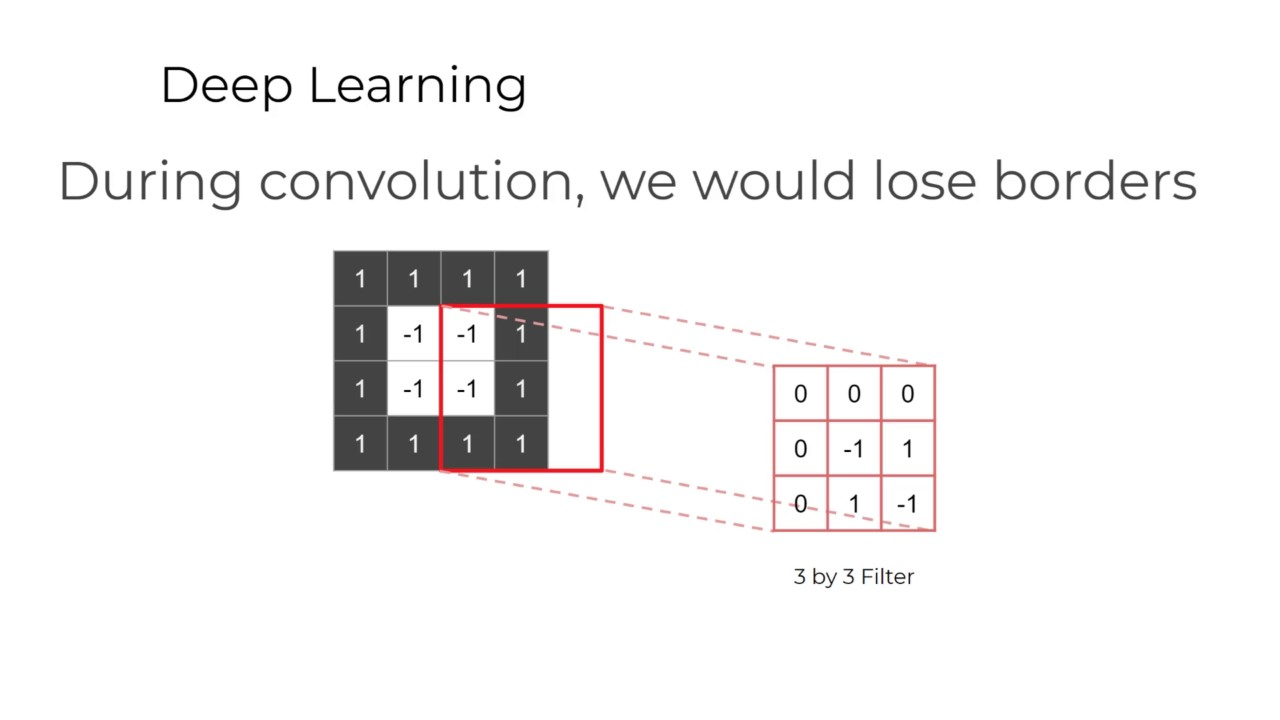 Deep Learning
During convolution, we would lose borders
1 1 1 1
1 -1 -1 1
1 -1 -1 1
1 1 1 1
0 0 0
0 -1 1
0 1 -1
3 by 3 Filter